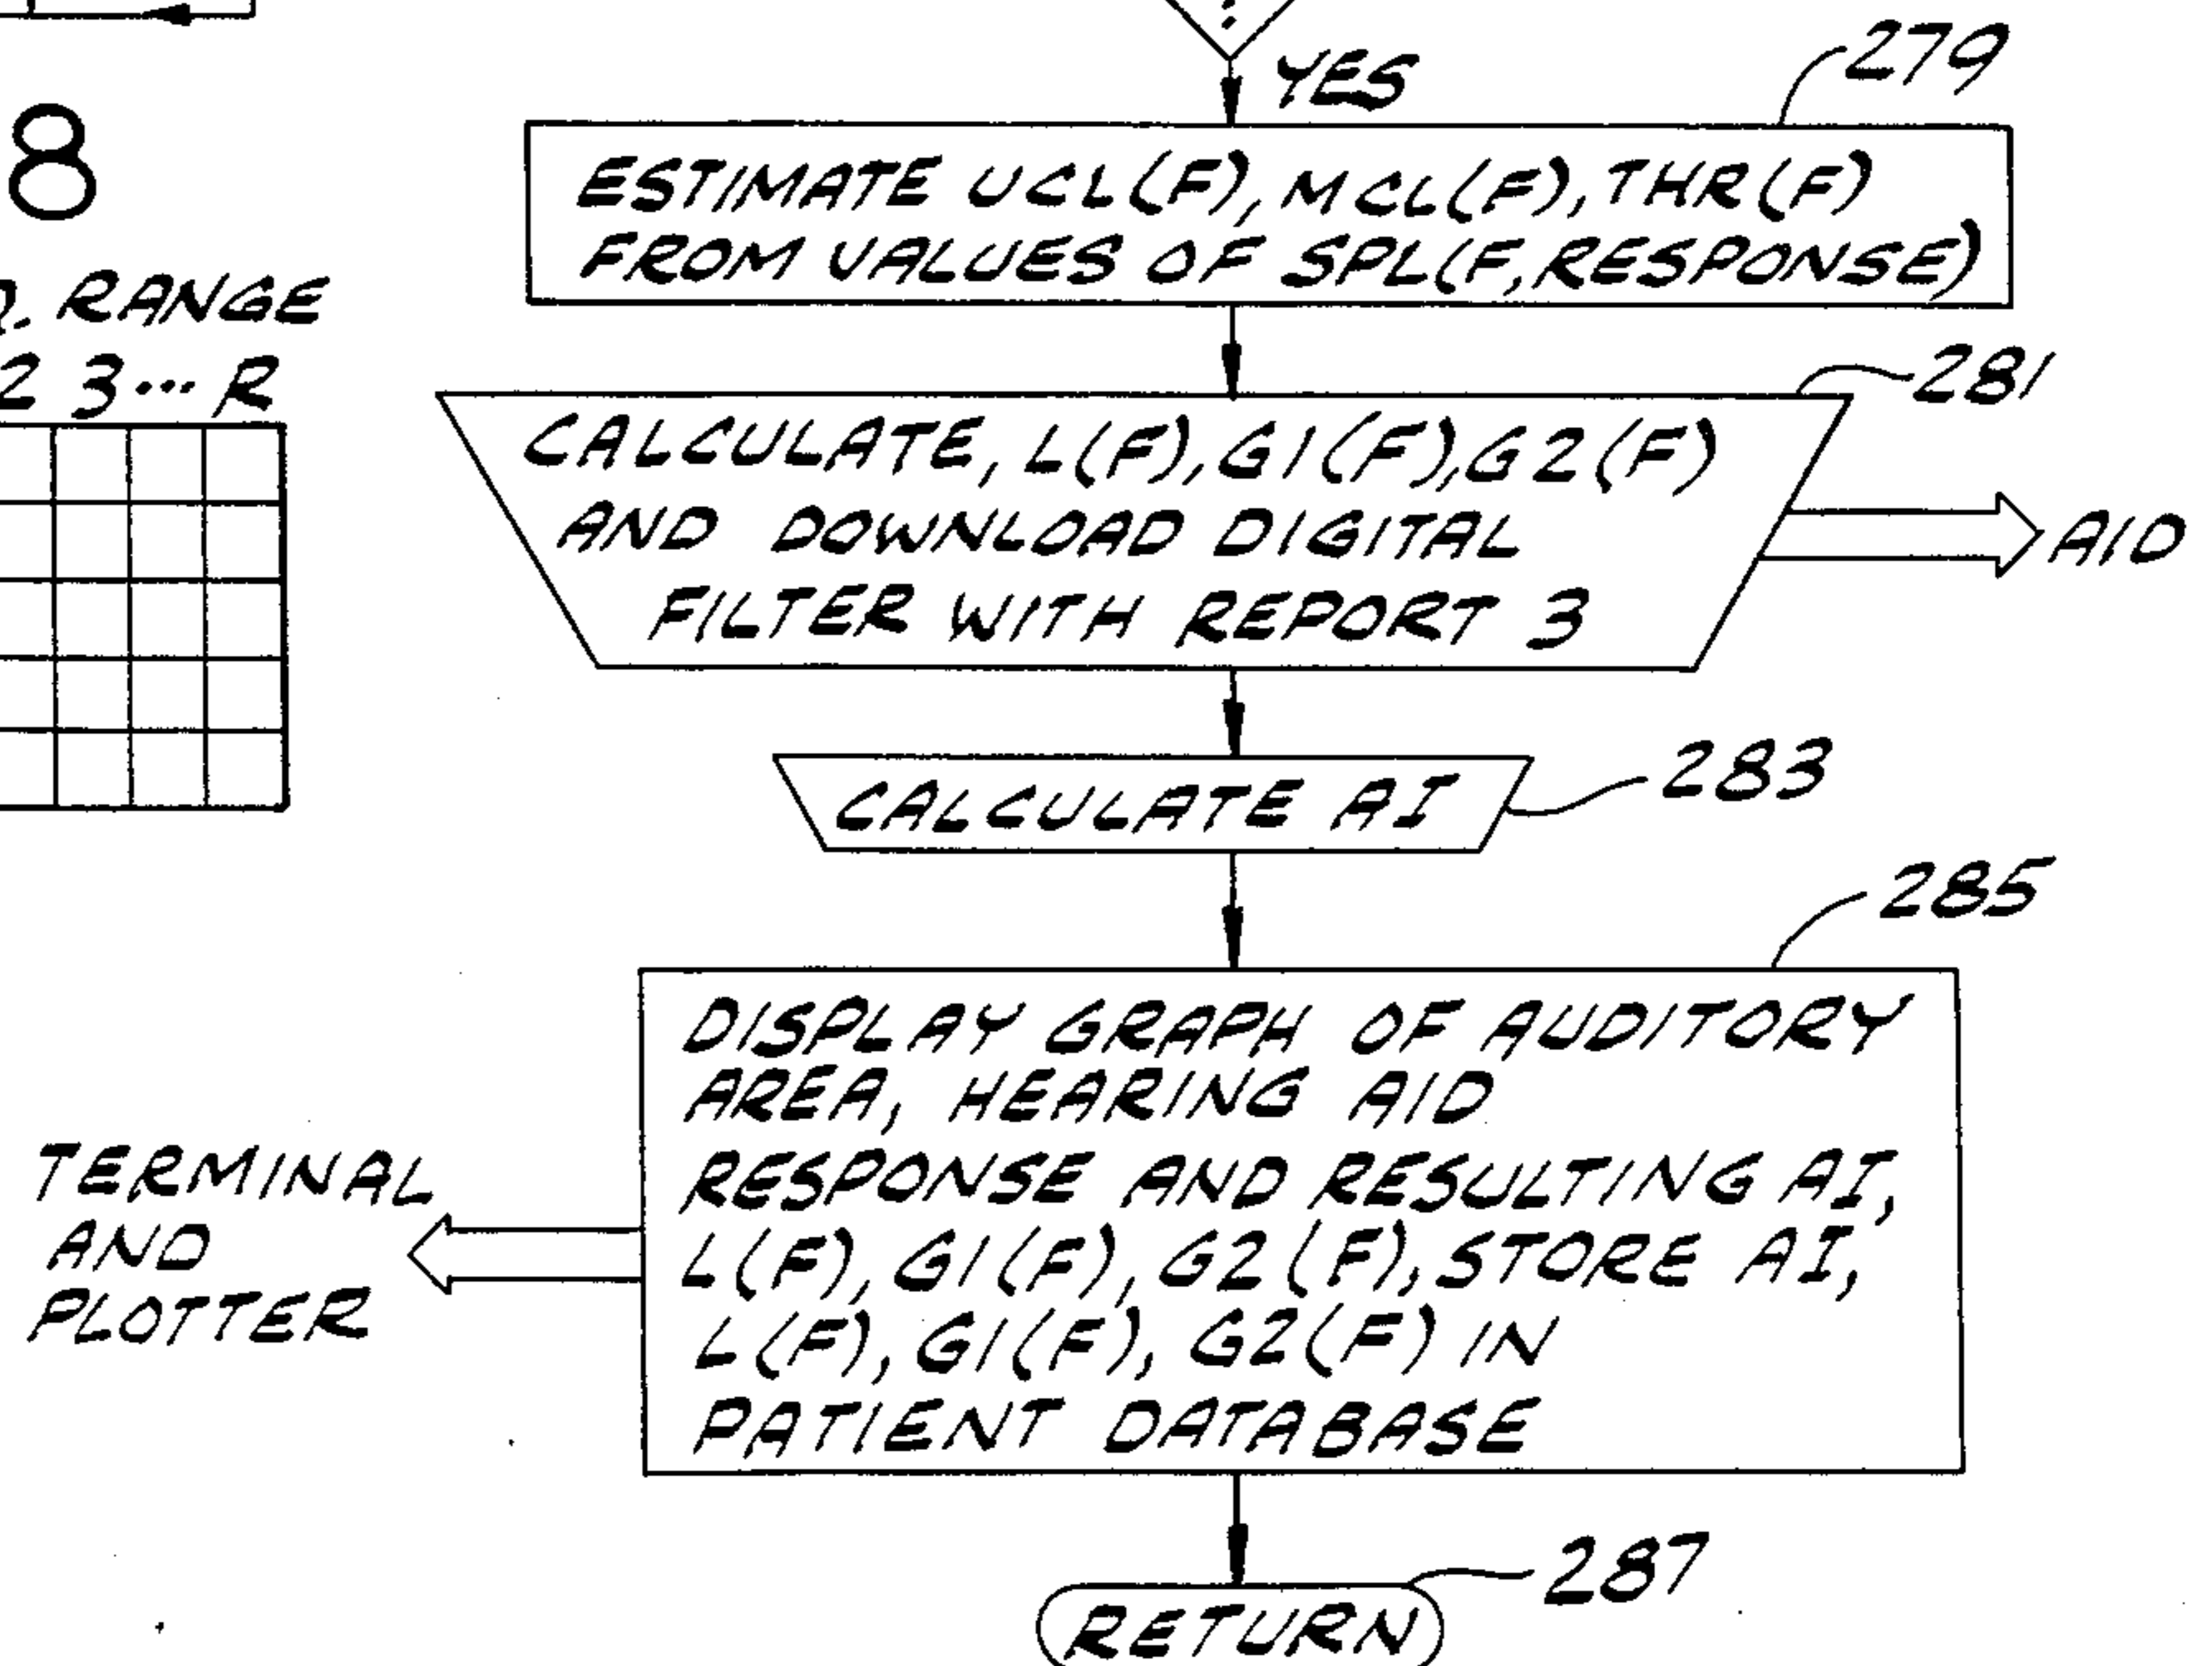 YES
279
ESTIMATE UCL(F), MCL(F), THR(F)
FROM VALUES OF SPL(F,RESPONSE)
8
RANGE
2 3... R
281
CALCULATE, L(F), G1(F), G2(F)
AND DOWNLOAD DIGITAL
FILTER WITH REPORT 3
AID
CALCULATE AI
283
285
DISPLAY GRAPH OF AUDITORY
AREA, HEARING AID
RESPONSE AND RESULTING AI,
L(F), G1(F), G2(F), STORE AI,
L(F), G1(F), G2(F) IN
PATIENT DATABASE
TERMINAL
AND
PLOTTER
287
RETURN